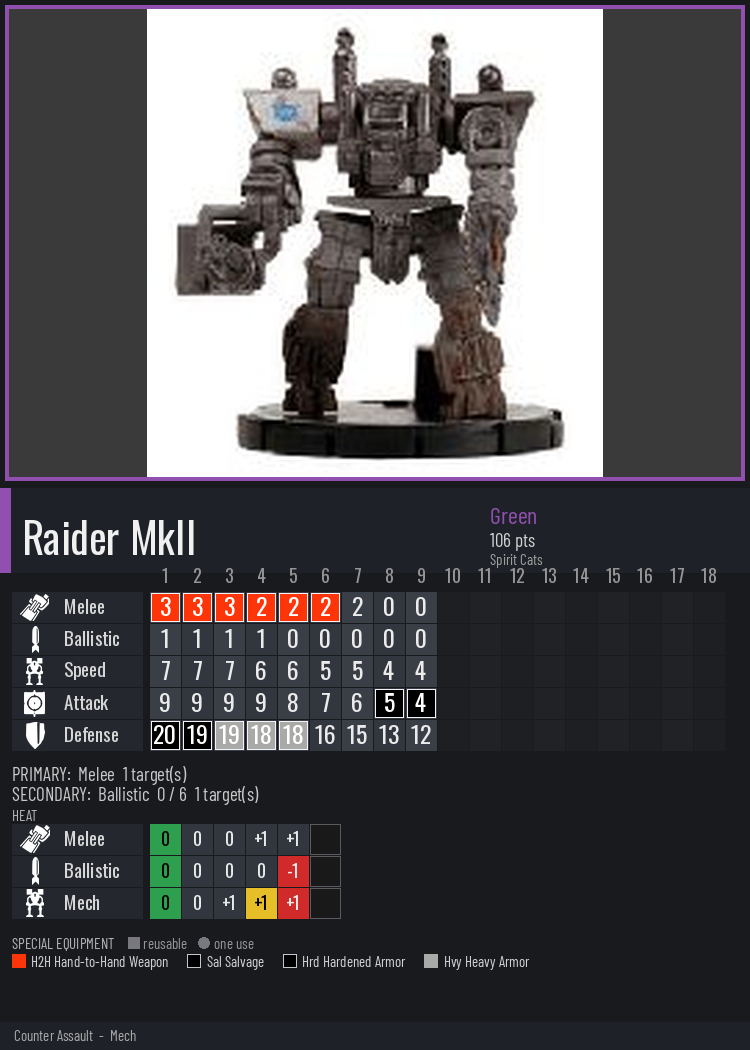 Raider MkII
Green
106 pts
Spirit Cats
1 2 3 4 5 6 7 8 9 10 11 12 13 14 15 16 17 18
Melee 3 3 3 2 2 2 2 0 0
Ballistic 1 1 1 1 0 0 0 0 0
Speed 7 7 7 6 6 5 5 4 4
Attack 9 9 9 9 8 7 6 5 4
Defense 20 19 19 18 18 16 15 13 12
PRIMARY: Melee 1 target(s)
SECONDARY: Ballistic 0 / 6 1 target(s)
HEAT
Melee 0 0 0 +1 +1
Ballistic 0 0 0 0 -1
Mech 0 0 +1 +1 +1
SPECIAL EQUIPMENT reusable one use
H2H Hand-to-Hand Weapon Sal Salvage Hrd Hardened Armor Hvy Heavy Armor
Counter Assault - Mech